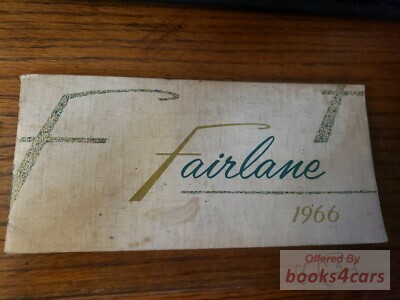 F
Fairlane
1966
Offered By
books4cars